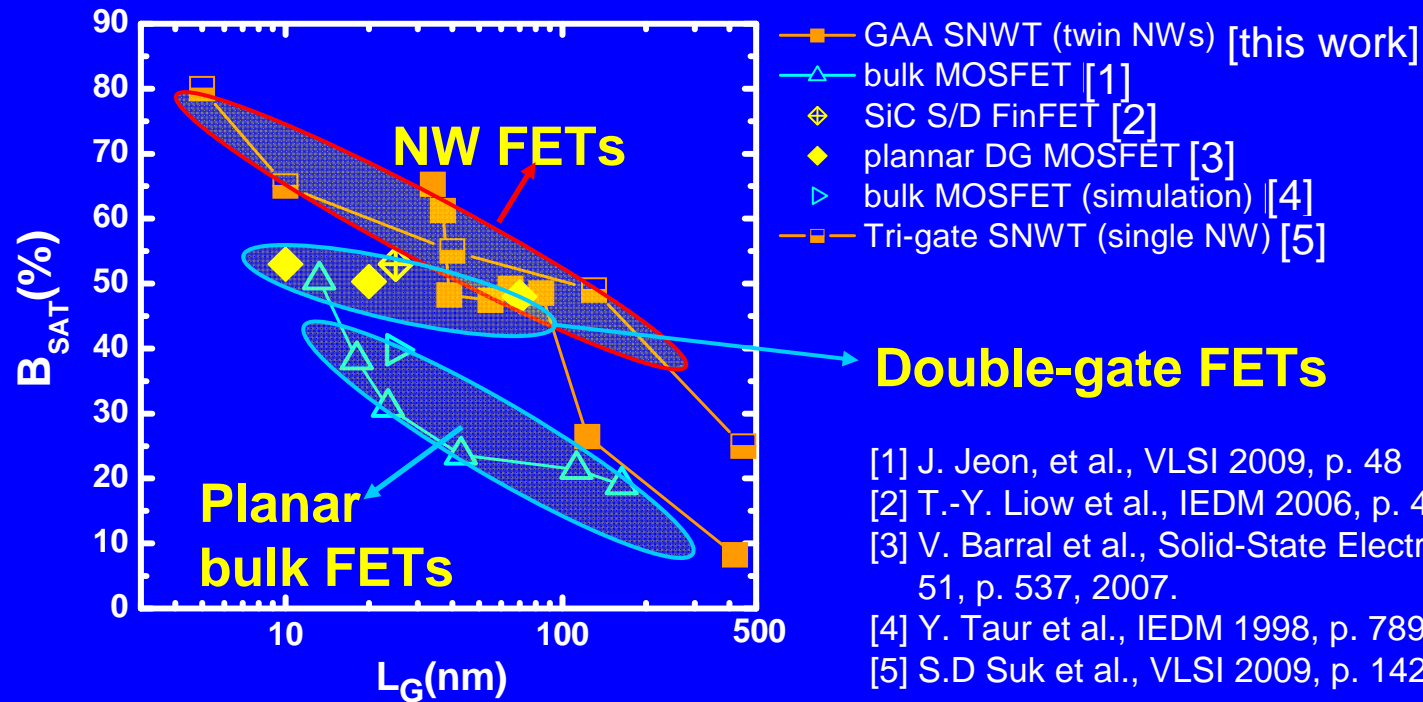 90
80
70
60
50
40
30
20
10
0
B_SAT(%)
10 100 500
L_G(nm)
NW FETs
Double-gate FETs
Planar
bulk FETs
GAA SNWT (twin NWs) [this work]
bulk MOSFET [1]
SiC S/D FinFET [2]
plannar DG MOSFET [3]
bulk MOSFET (simulation) [4]
Tri-gate SNWT (single NW) [5]
[1] J. Jeon, et al., VLSI 2009, p. 48
[2] T.-Y. Liow et al., IEDM 2006, p. 4
[3] V. Barral et al., Solid-State Electr
51, p. 537, 2007.
[4] Y. Taur et al., IEDM 1998, p. 789
[5] S.D Suk et al., VLSI 2009, p. 142